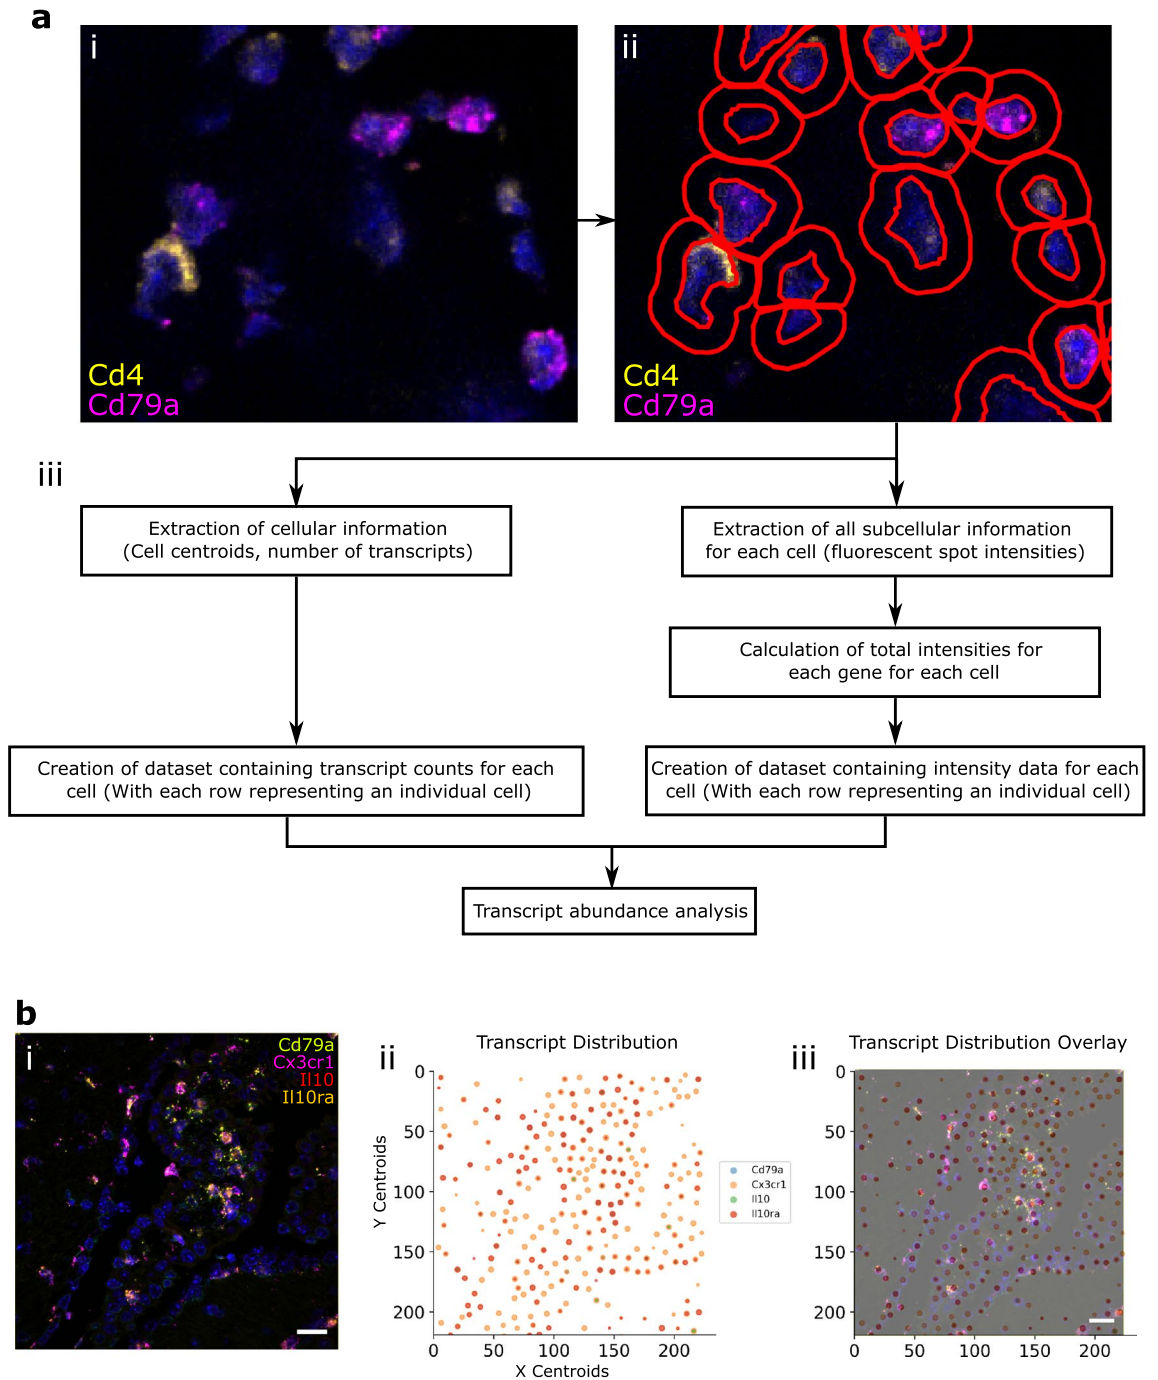 a
i
Cd4
Cd79a
ii
Cd4
Cd79a
iii
Extraction of cellular information
(Cell centroids, number of transcripts)
Extraction of all subcellular information
for each cell (fluorescent spot intensities)
Calculation of total intensities for
each gene for each cell
Creation of dataset containing transcript counts for each
cell (With each row representing an individual cell)
Creation of dataset containing intensity data for each
cell (With each row representing an individual cell)
Transcript abundance analysis
b
i
Cd79a
Cx3cr1
Il10
Il10ra
ii
Transcript Distribution
0
50
100
150
200
Y Centroids
0 50 100 150 200
X Centroids
Cd79a
Cx3cr1
Il10
Il10ra
iii
Transcript Distribution Overlay
0
50
100
150
200
0 50 100 150 200